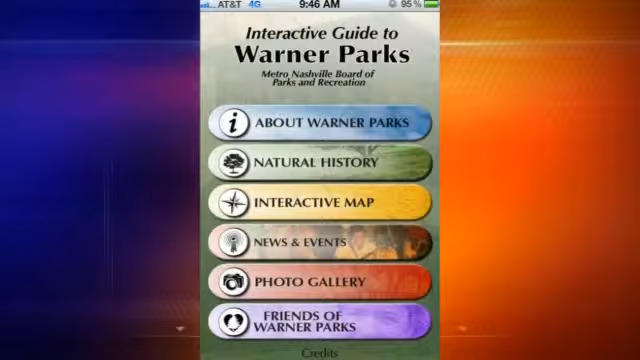 AT&T 4G 9:46 AM 95%
Interactive Guide to
Warner Parks
Metro Nashville Board of
Parks and Recreation
i ABOUT WARNER PARKS
NATURAL HISTORY
INTERACTIVE MAP
NEWS & EVENTS
PHOTO GALLERY
FRIENDS OF
WARNER PARKS
Credits